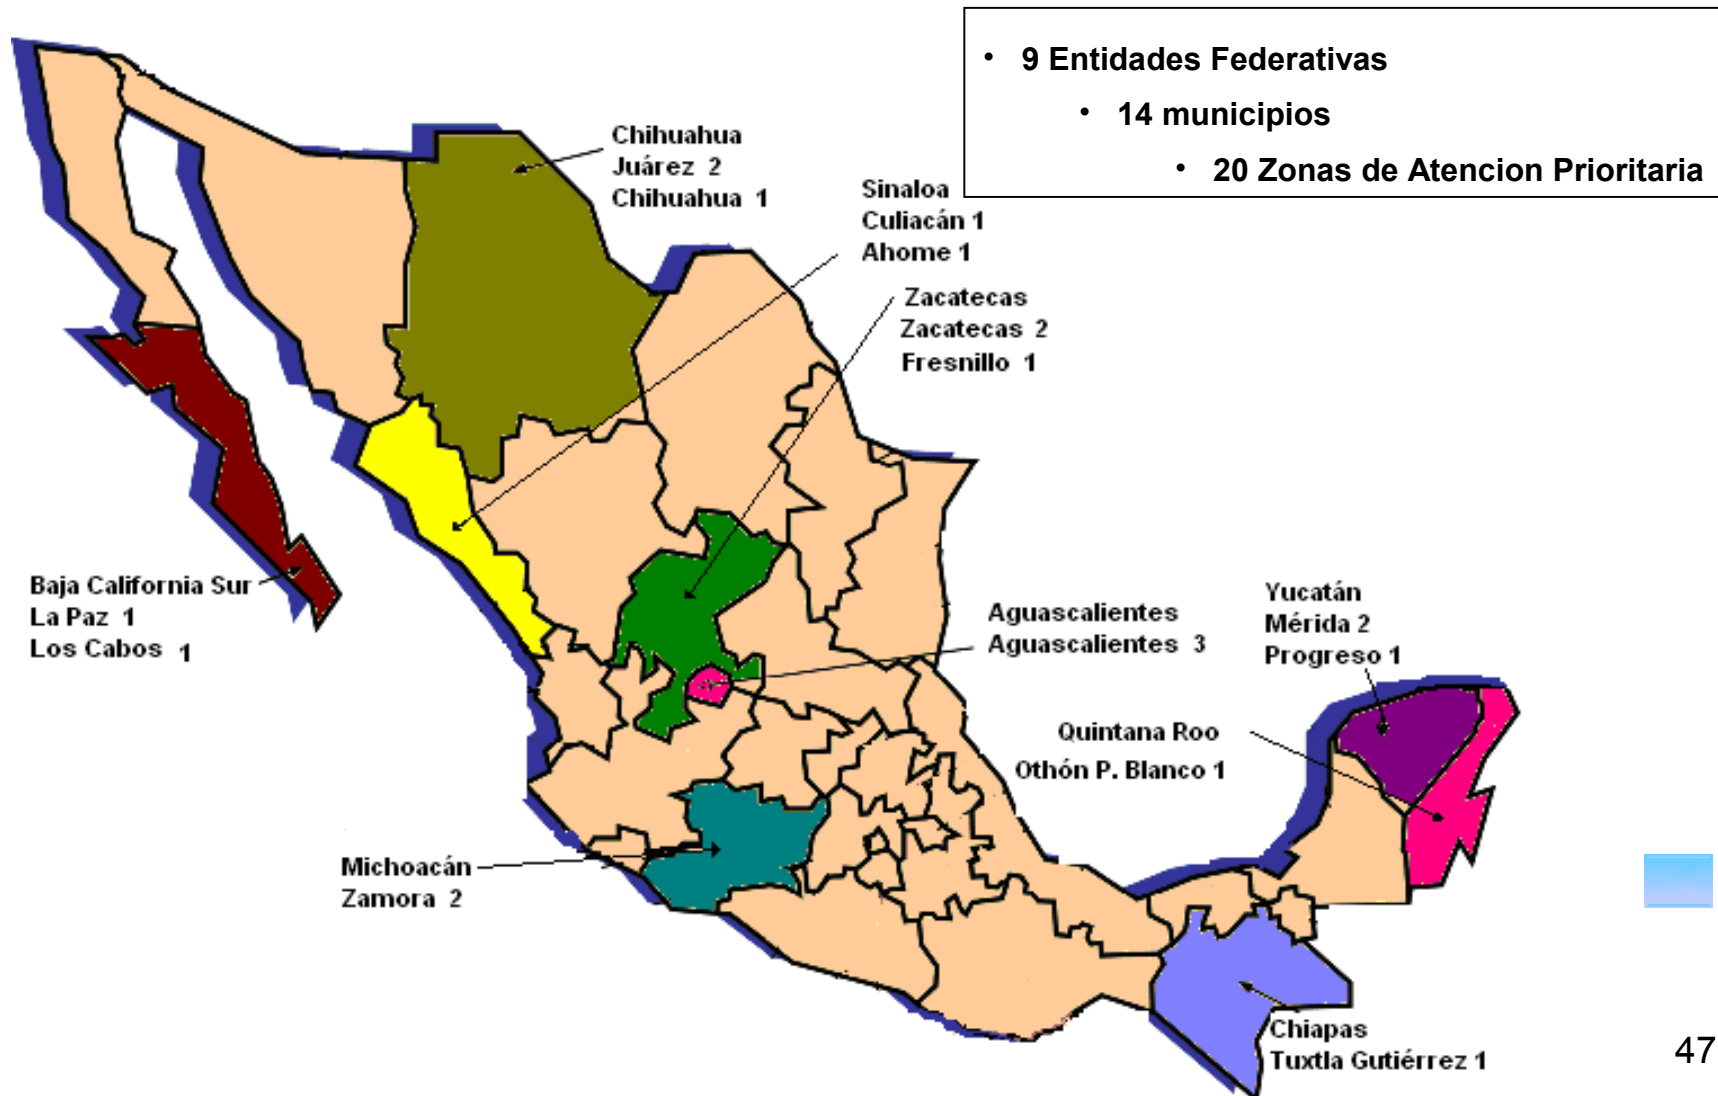 • 9 Entidades Federativas
• 14 municipios
• 20 Zonas de Atencion Prioritaria
Chihuahua
Juárez 2
Chihuahua 1
Sinaloa
Culiacán 1
Ahome 1
Zacatecas
Zacatecas 2
Fresnillo 1
Baja California Sur
La Paz 1
Los Cabos 1
Aguascalientes
Aguascalientes 3
Yucatán
Mérida 2
Progreso 1
Quintana Roo
Othón P. Blanco 1
Michoacán
Zamora 2
Chiapas
Tuxtla Gutiérrez 1
47